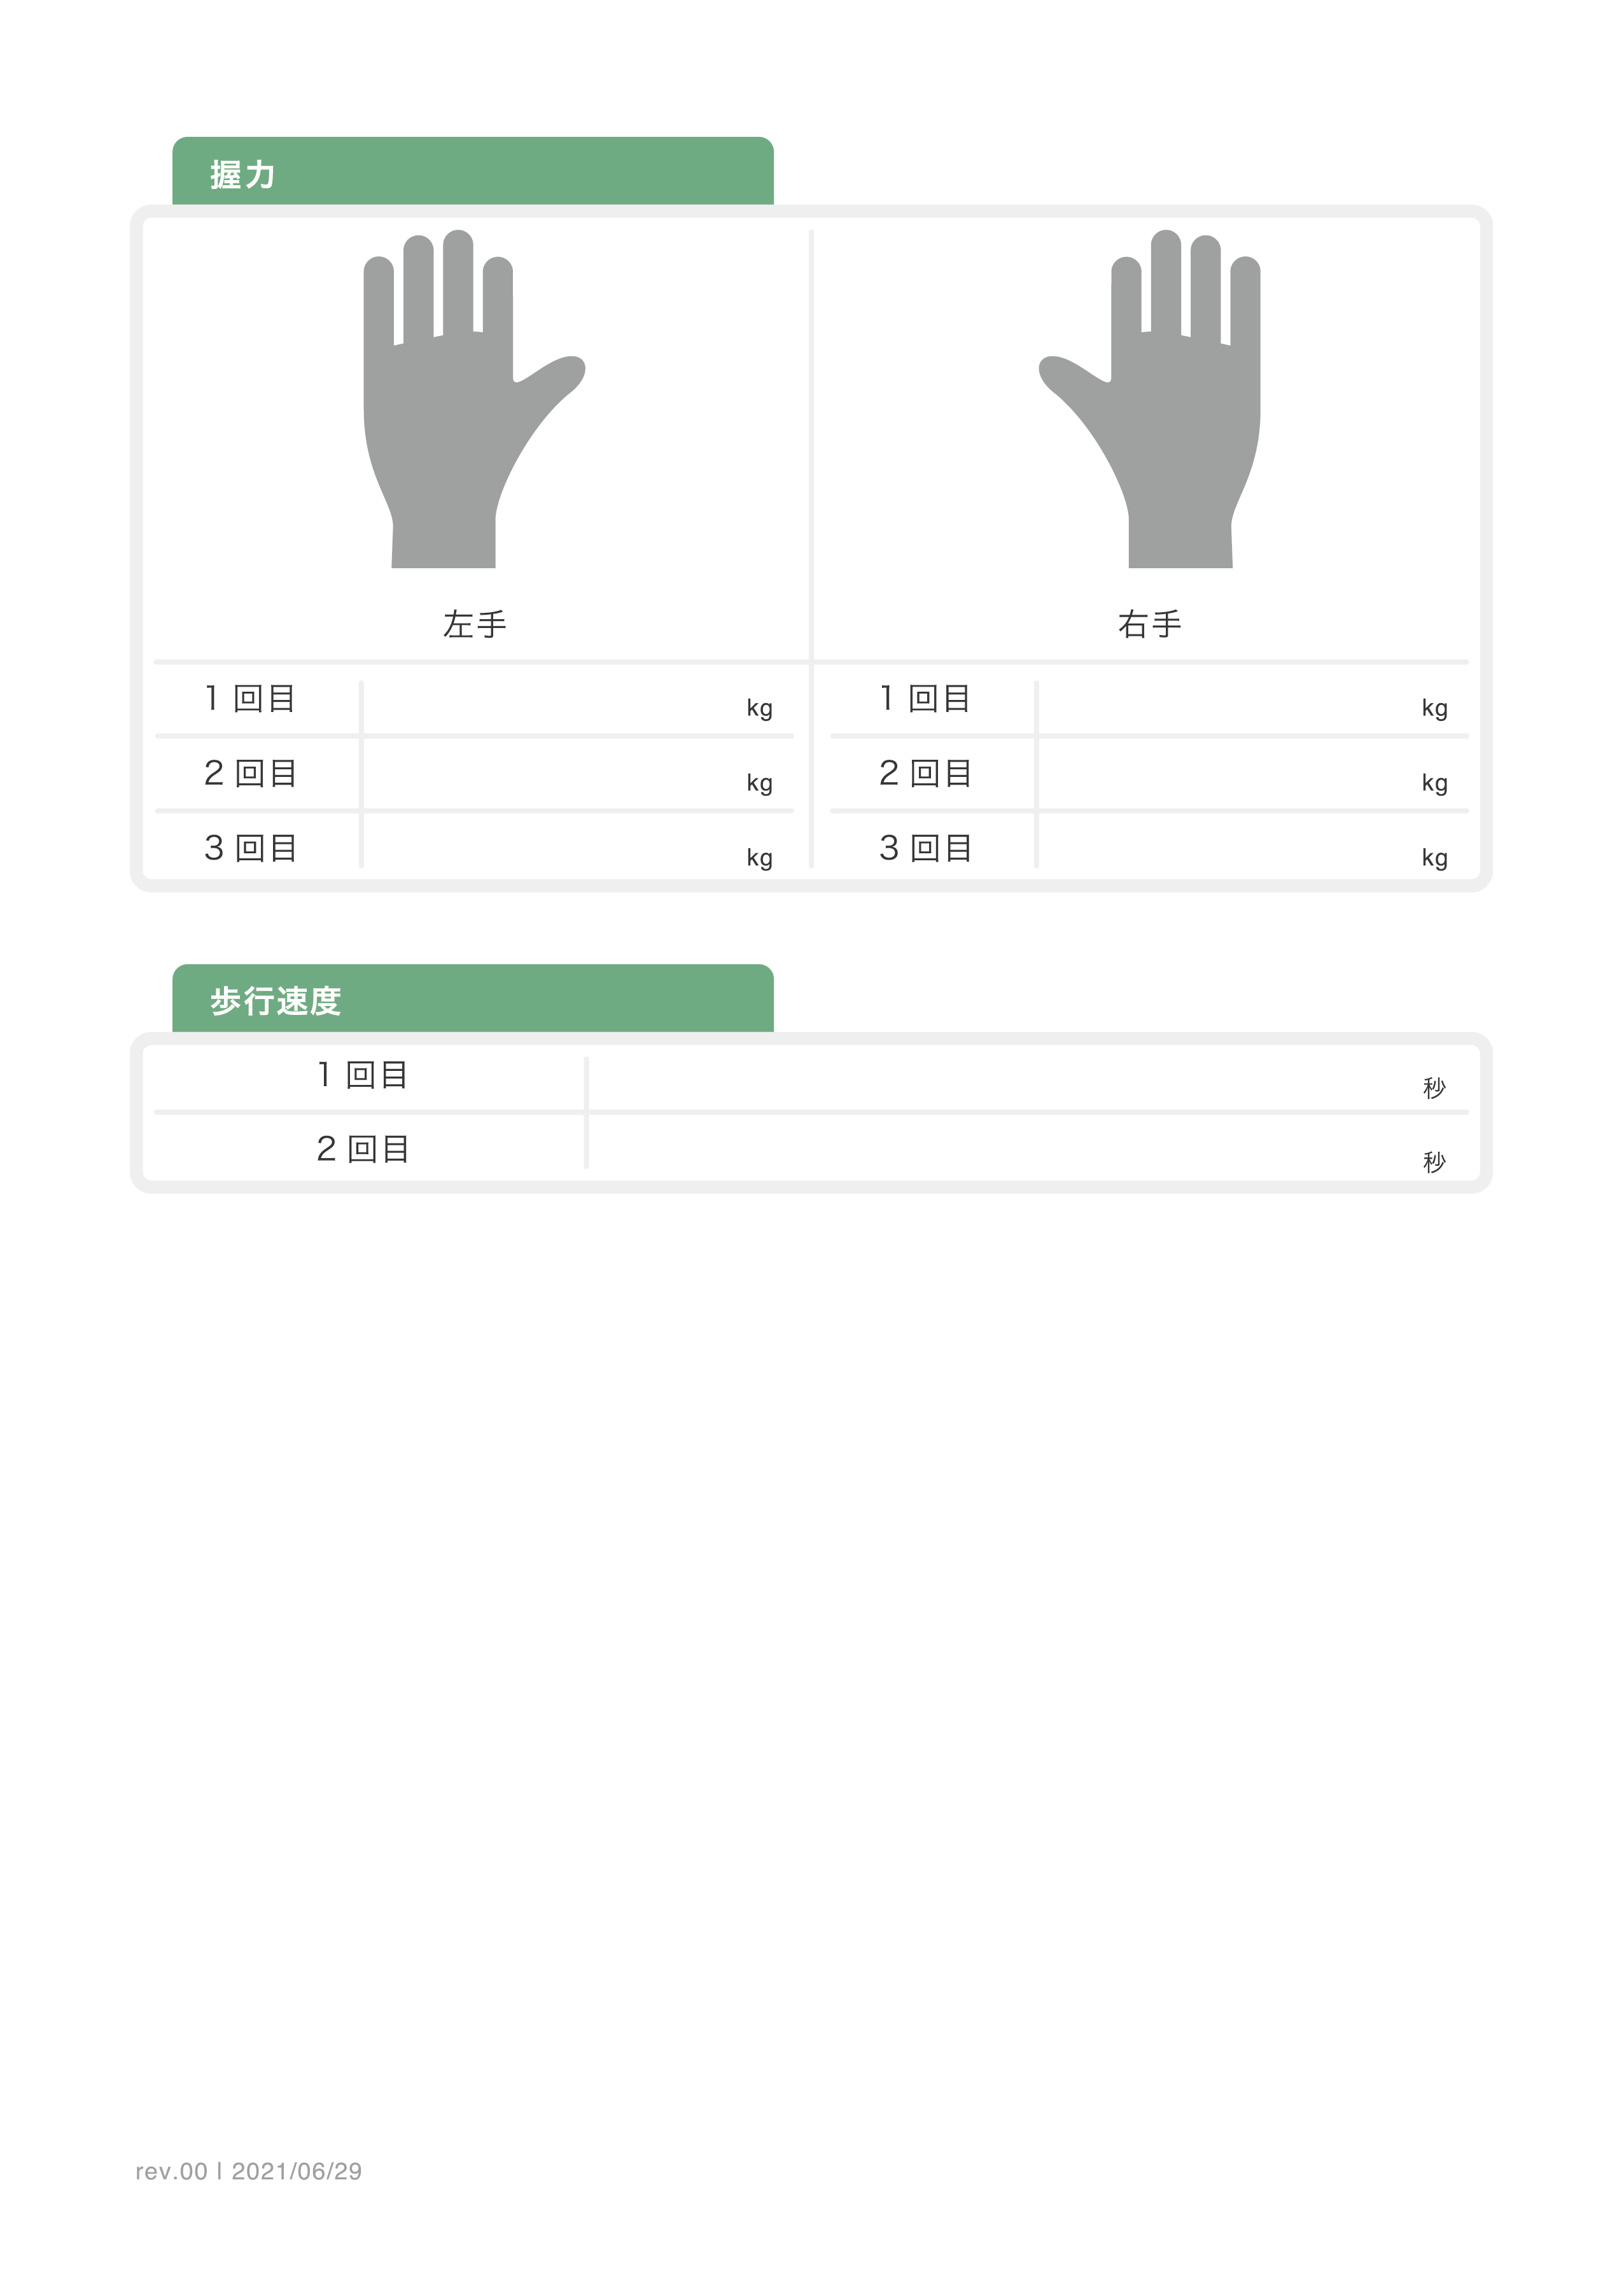 握力
左手 右手
1 回目 kg 1 回目 kg
2 回目 kg 2 回目 kg
3 回目 kg 3 回目 kg
歩行速度
1 回目 秒
2 回目 秒
rev.00 | 2021/06/29